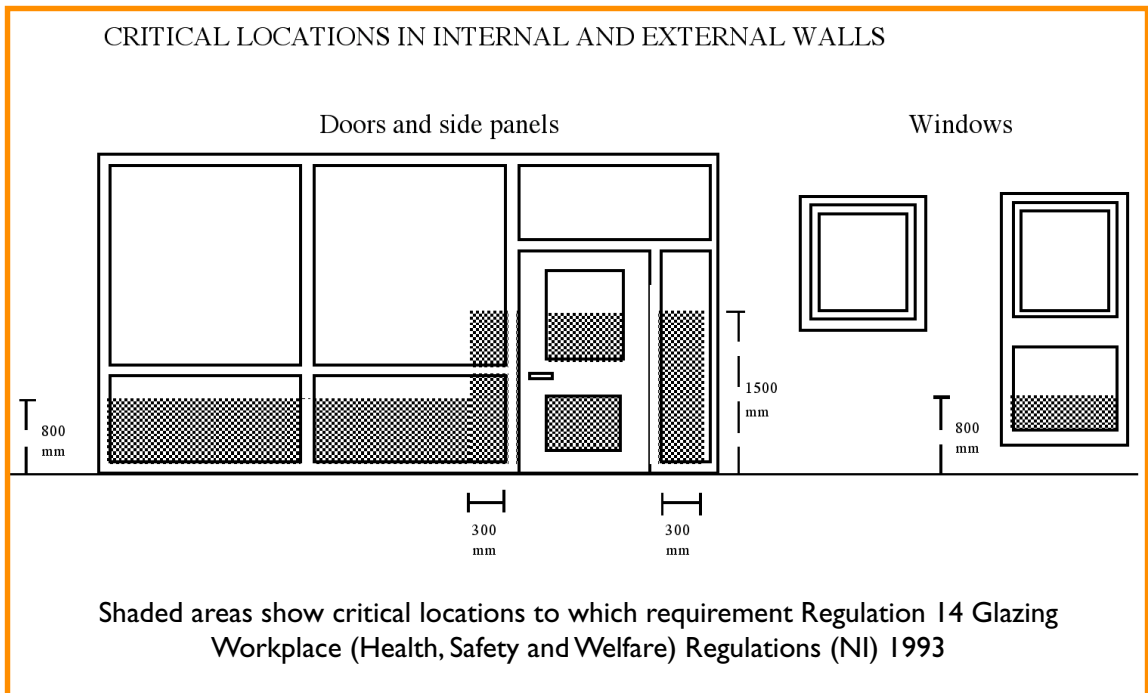 CRITICAL LOCATIONS IN INTERNAL AND EXTERNAL WALLS
Doors and side panels
Windows
800
mm
1500
mm
800
mm
300
mm
300
mm
Shaded areas show critical locations to which requirement Regulation 14 Glazing
Workplace (Health, Safety and Welfare) Regulations (NI) 1993